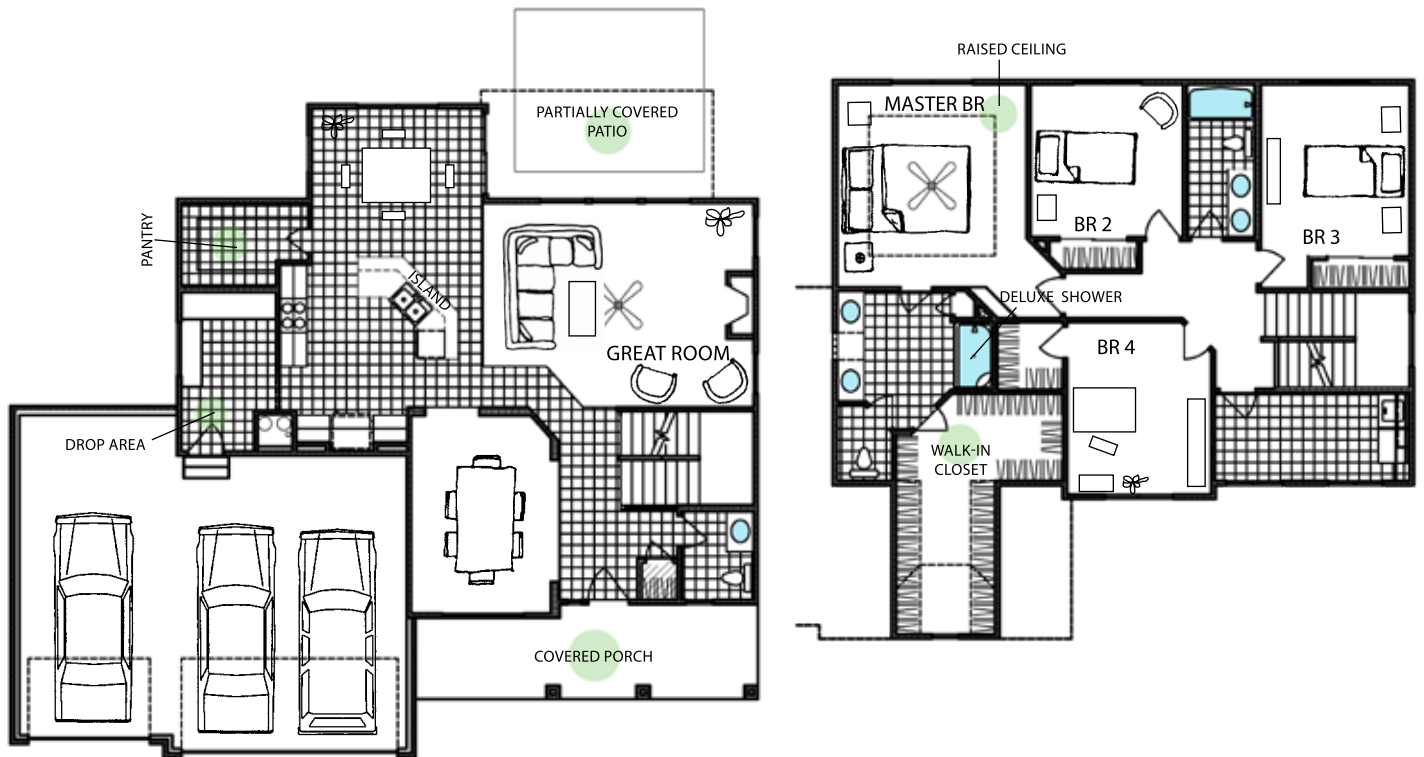 RAISED CEILING
MASTER BR
PARTIALLY COVERED
PATIO
PANTRY
BR 2
BR 3
ISLAND
DELUXE SHOWER
GREAT ROOM
BR 4
DROP AREA
WALK-IN
CLOSET
COVERED PORCH